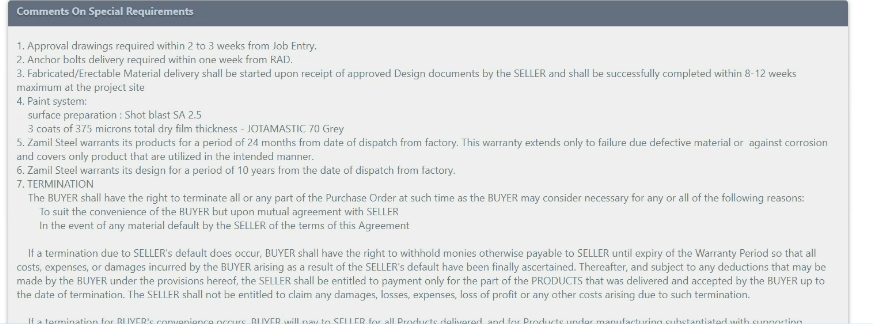 Comments On Special Requirements
1. Approval drawings required within 2 to 3 weeks from Job Entry.
2. Anchor bolts delivery required within one week from RAD.
3. Fabricated/Erectable Material delivery shall be started upon receipt of approved Design documents by the SELLER and shall be successfully completed within 8-12 weeks
maximum at the project site
4. Paint system:
surface preparation : Shot blast SA 2.5
3 coats of 375 microns total dry film thickness - JOTAMASTIC 70 Grey
5. Zamil Steel warrants its products for a period of 24 months from date of dispatch from factory. This warranty extends only to failure due defective material or against corrosion
and covers only product that are utilized in the intended manner.
6. Zamil Steel warrants its design for a period of 10 years from the date of dispatch from factory.
7. TERMINATION
The BUYER shall have the right to terminate all or any part of the Purchase Order at such time as the BUYER may consider necessary for any or all of the following reasons:
To suit the convenience of the BUYER but upon mutual agreement with SELLER
In the event of any material default by the SELLER of the terms of this Agreement
If a termination due to SELLER's default does occur, BUYER shall have the right to withhold monies otherwise payable to SELLER until expiry of the Warranty Period so that all
costs, expenses, or damages incurred by the BUYER arising as a result of the SELLER's default have been finally ascertained. Thereafter, and subject to any deductions that may be
made by the BUYER under the provisions hereof, the SELLER shall be entitled to payment only for the part of the PRODUCTS that was delivered and accepted by the BUYER up to
the date of termination. The SELLER shall not be entitled to claim any damages, losses, expenses, loss of profit or any other costs arising due to such termination.
If a termination for BUYER's convenience occurs, BUYER will pay to SELLER for all Products delivered, and for Products under manufacturing substantiated with supporting